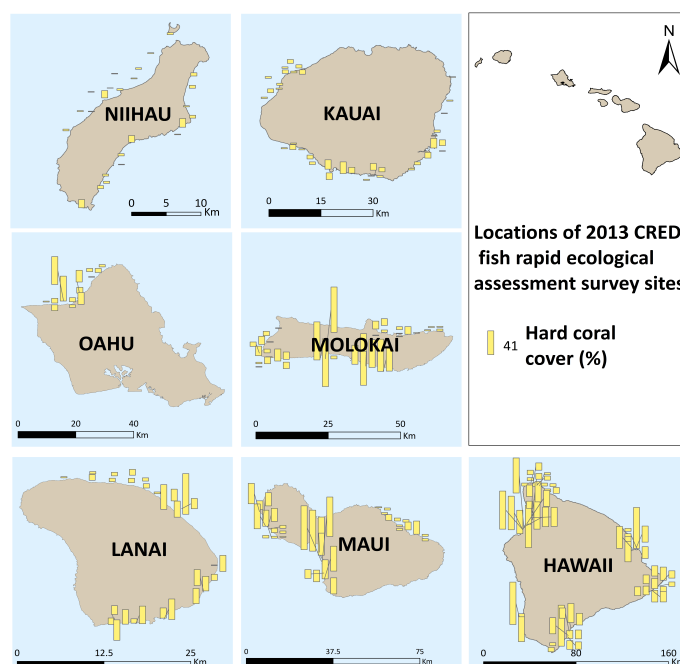 NIIHAU
0 5 10
Km
KAUAI
0 15 30
Km
N
Locations of 2013 CRED
fish rapid ecological
assessment survey sites
41
Hard coral
cover (%)
OAHU
0 20 40
Km
MOLOKAI
0 25 50
Km
LANAI
0 12.5 25
Km
MAUI
0 37.5 75
Km
HAWAII
0 80 160
Km